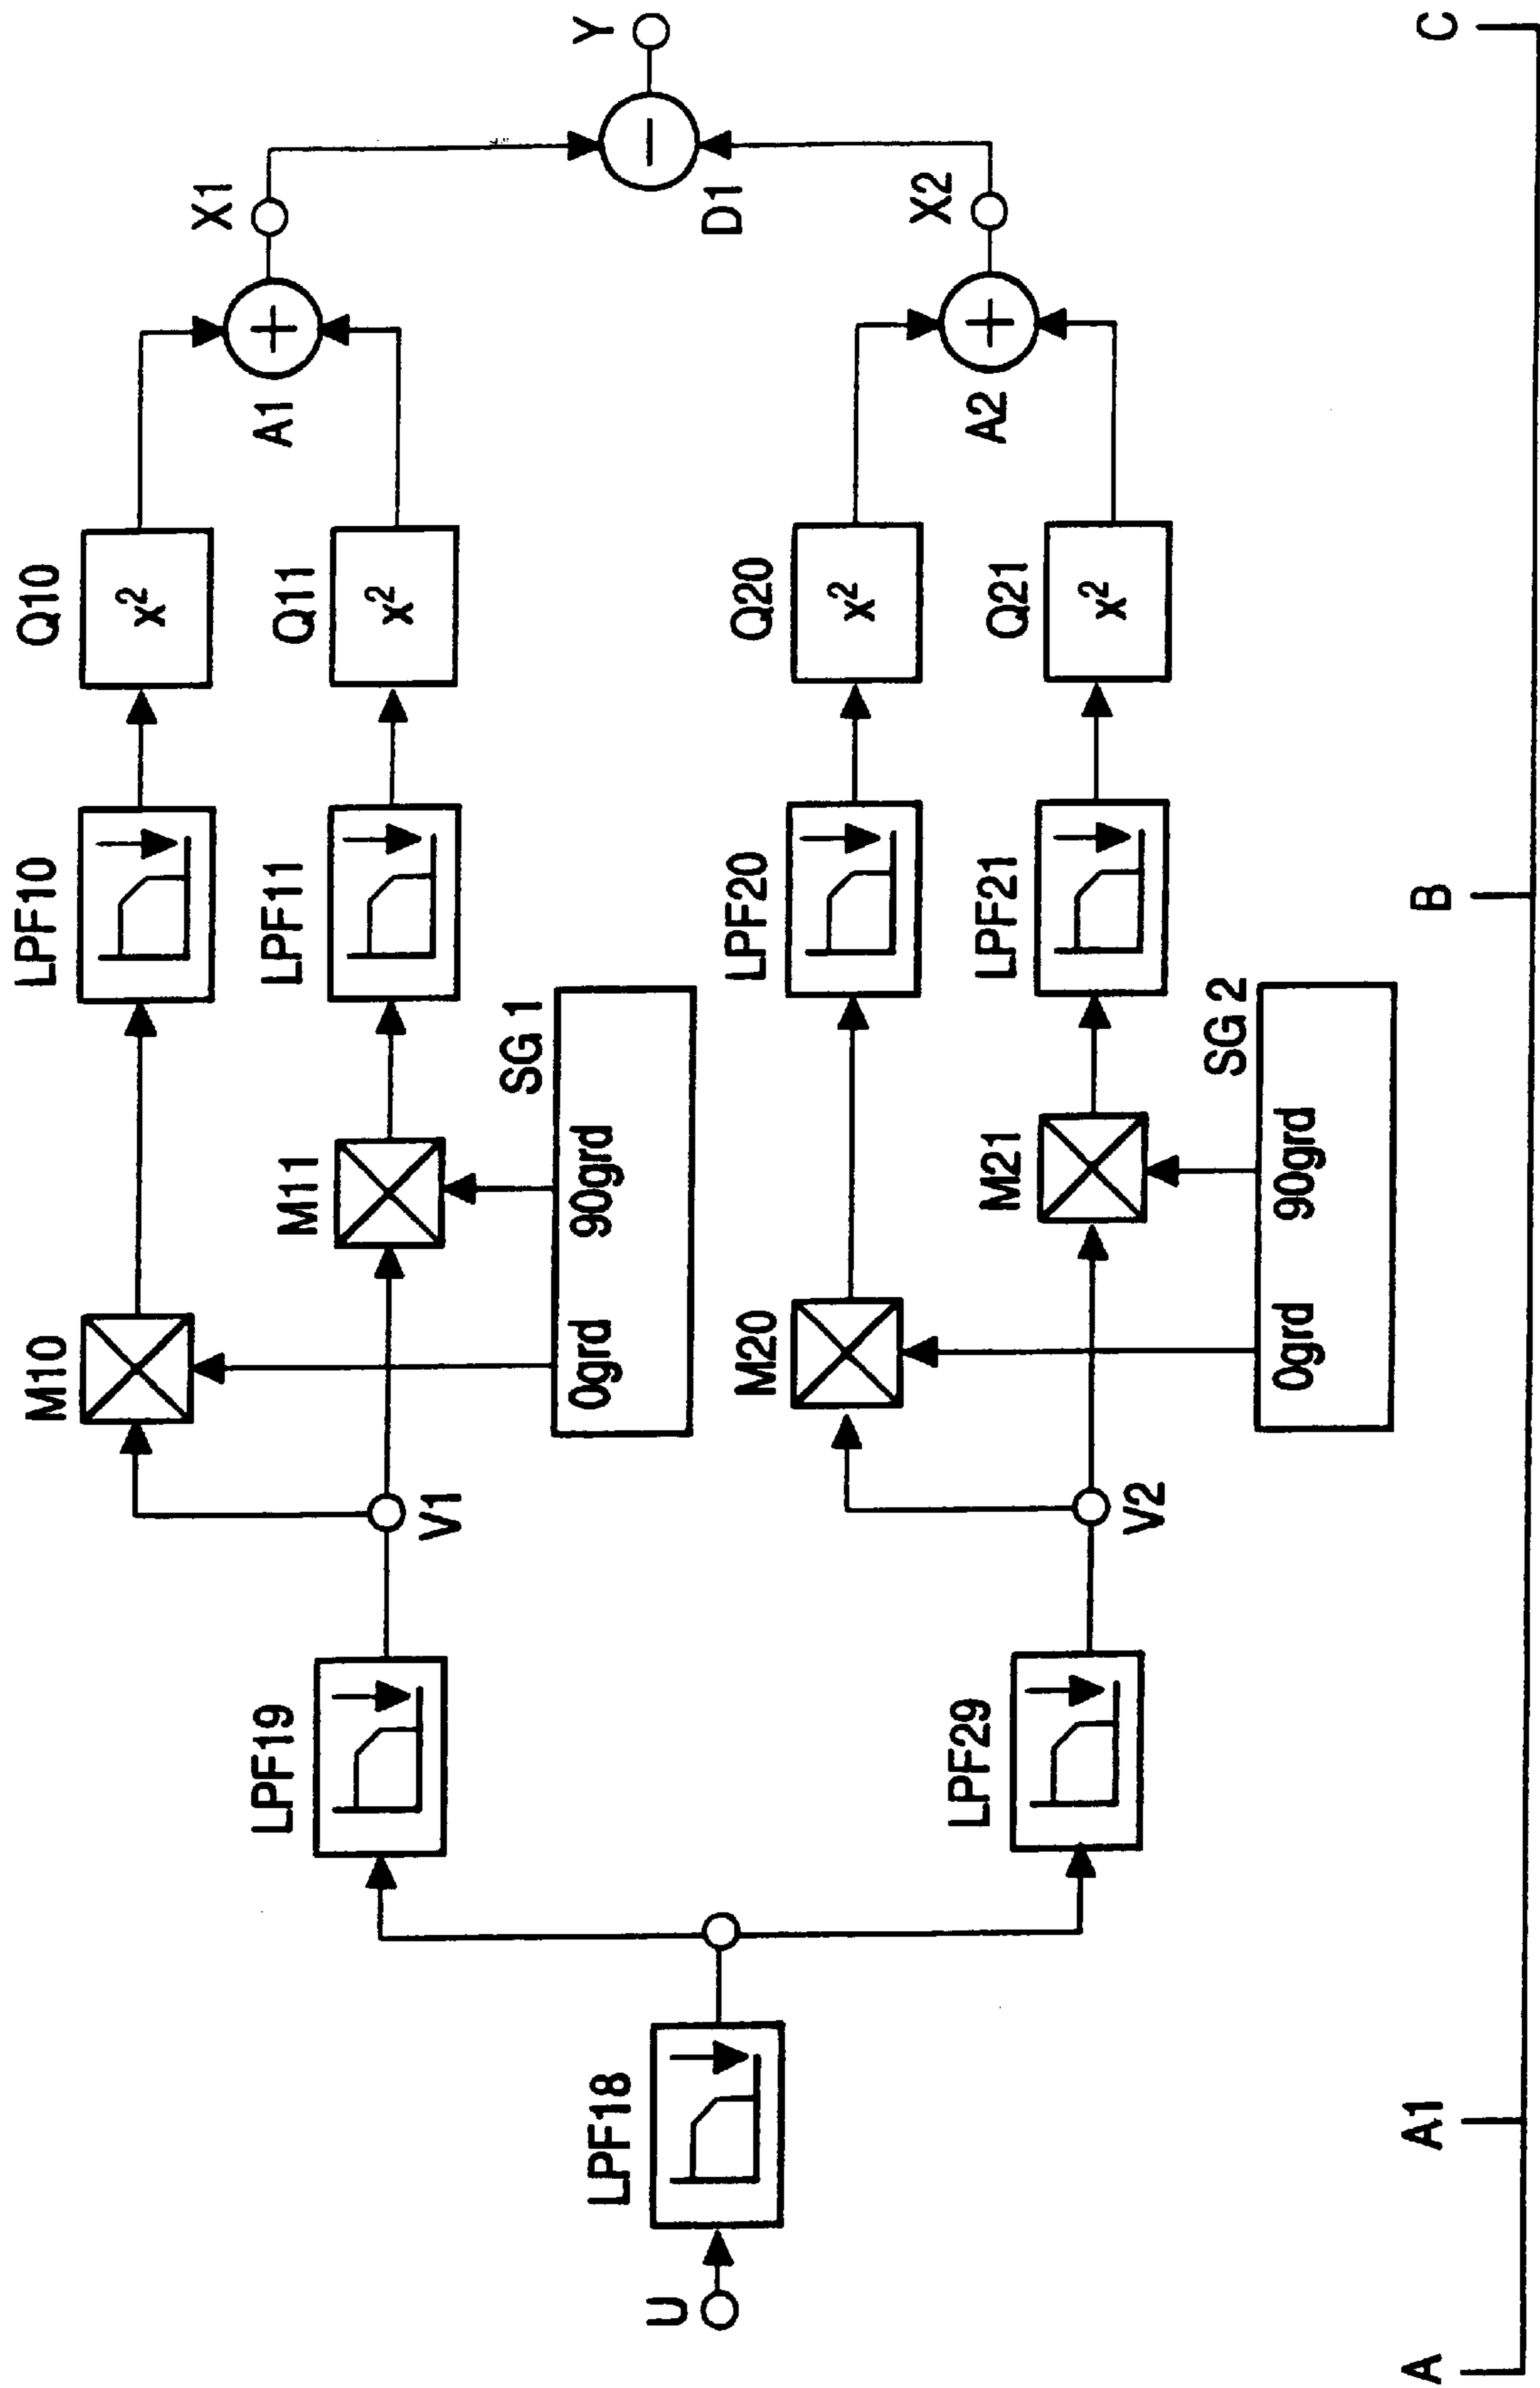 Q10
LPF10
M10
x²
X1
A1
Q11
LPF11
M11
LPF19
x²
V1
SG 1
0grd 90grd
Y
D1
LPF18
U
Q20
LPF20
M20
x²
X2
A2
Q21
LPF21
M21
LPF29
x²
V2
SG 2
0grd 90grd
A A1 B C